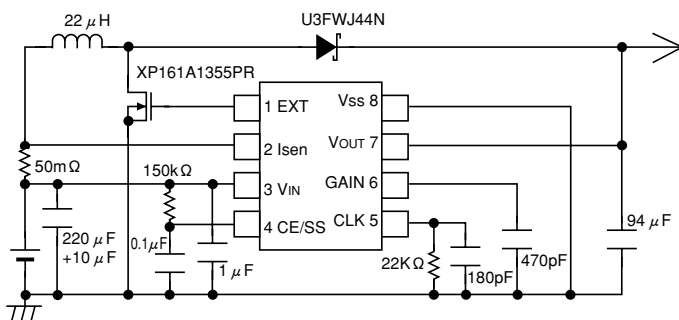 22 μH
U3FWJ44N
XP161A1355PR
1 EXT
VSS 8
2 Isen
VOUT 7
50mΩ
150kΩ
3 VIN
GAIN 6
4 CE/SS
CLK 5
220 μF
+10 μF
0.1μF
1 μF
22KΩ
180pF
470pF
94 μF